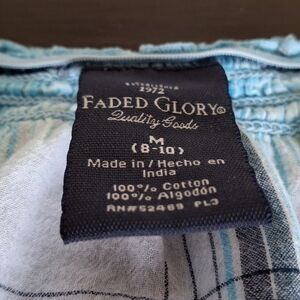 ESTABLISHED
1972
FADED GLORY®
Quality Goods
M
(8-10)
Made in / Hecho en
India
100% Cotton
100% Algodón
RN#52469 PL3